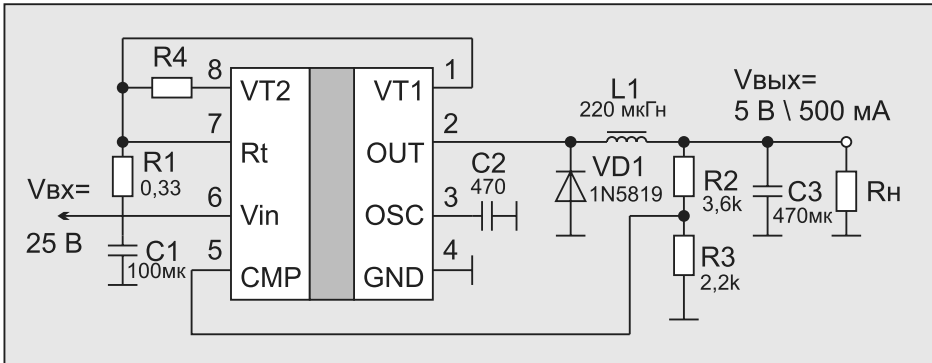 R4
8
VT2
7
Rt
R1
0,33
Vвх=
25 В
6
Vin
C1
100мк
5
CMP
1
VT1
2
OUT
3
OSC
4
GND
C2
470
L1
220 мкГн
VD1
1N5819
R2
3,6k
R3
2,2k
C3
470мк
Rн
Vвых=
5 В \ 500 мА